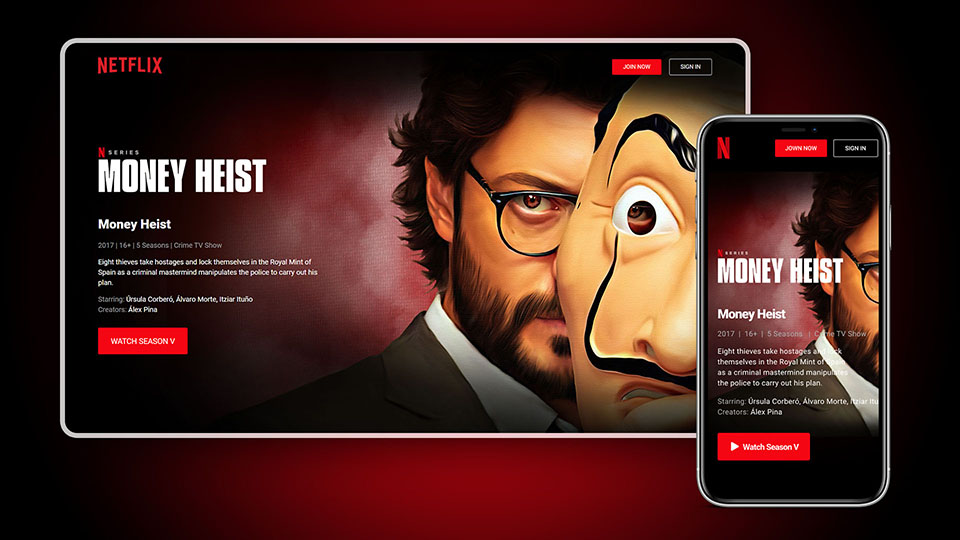 NETFLIX
JOIN NOW
SIGN IN
N SERIES
MONEY HEIST
Money Heist
2017 | 16+ | 5 Seasons | Crime TV Show
Eight thieves take hostages and lock themselves in the Royal Mint of
Spain as a criminal mastermind manipulates the police to carry out his
plan.
Starring: Úrsula Corberó, Álvaro Morte, Itziar Ituño
Creators: Álex Pina
WATCH SEASON V
N
JOWN NOW
SIGN IN
N SERIES
MONEY HEIST
Money Heist
2017 | 16+ | 5 Seasons | Crime TV Show
Eight thieves take hostages and lock
themselves in the Royal Mint of Spain
as a criminal mastermind manipulates
the police to carry out his plan.
Starring: Úrsula Corberó, Álvaro Morte, Itziar Itu
Creators: Álex Pina
Watch Season V